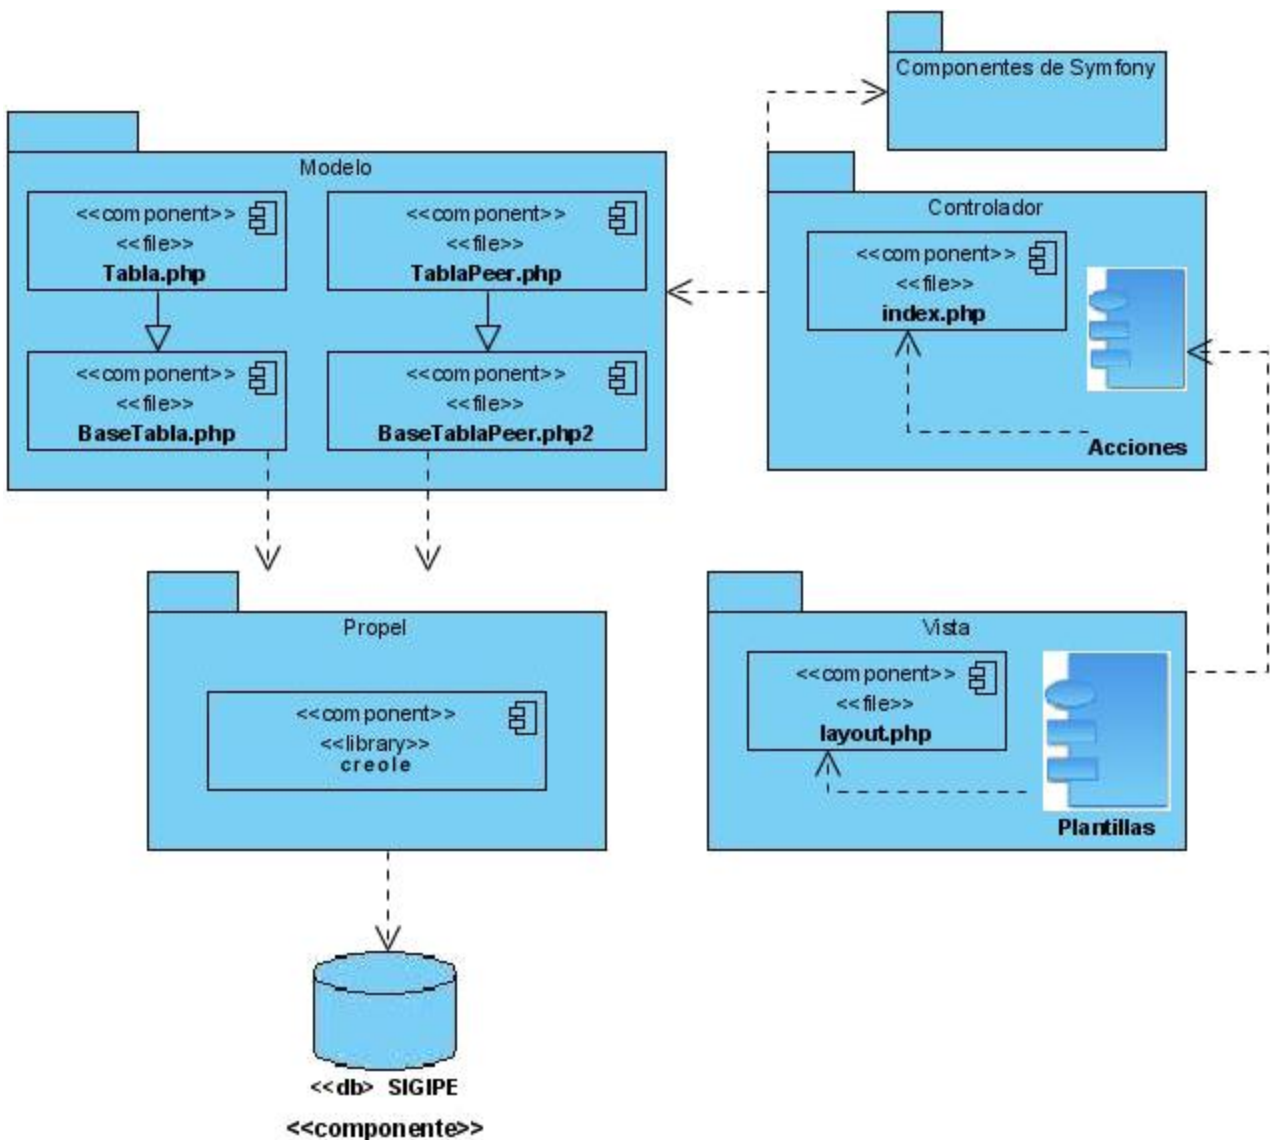 Componentes de Symfony
Modelo
<<component>>
<<file>>
Tabla.php
<<component>>
<<file>>
TablaPeer.php
<<component>>
<<file>>
BaseTabla.php
<<component>>
<<file>>
BaseTablaPeer.php2
Controlador
<<component>>
<<file>>
index.php
Acciones
Propel
<<component>>
<<library>>
creole
Vista
<<component>>
<<file>>
layout.php
Plantillas
<<db> SIGIPE
<<componente>>